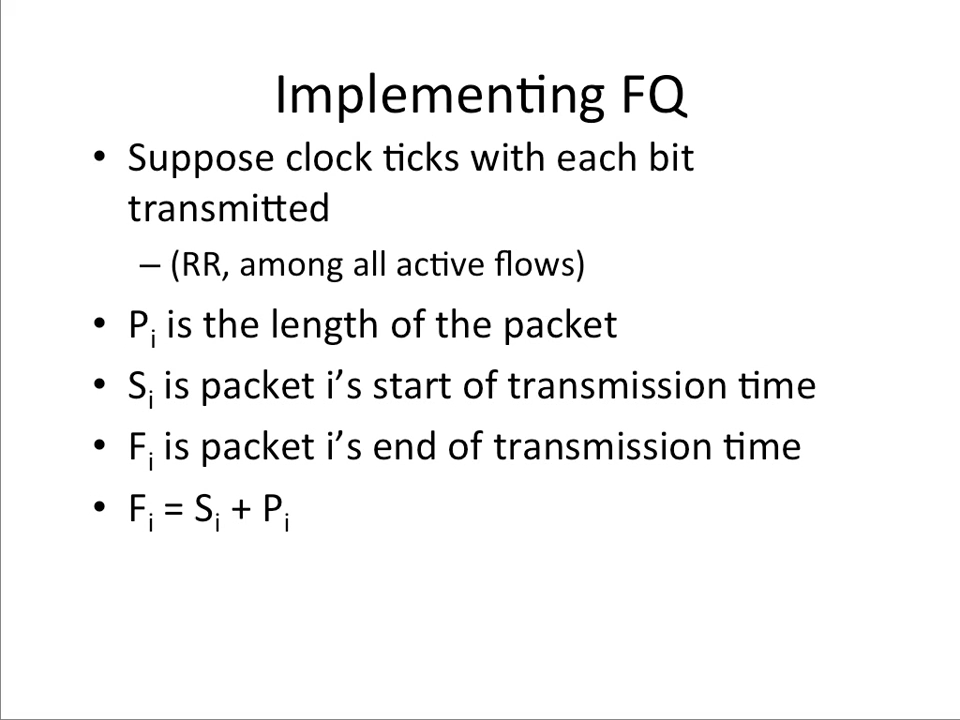 Implementing FQ
• Suppose clock ticks with each bit
transmitted
– (RR, among all active flows)
• Pi is the length of the packet
• Si is packet i’s start of transmission time
• Fi is packet i’s end of transmission time
• Fi = Si + Pi